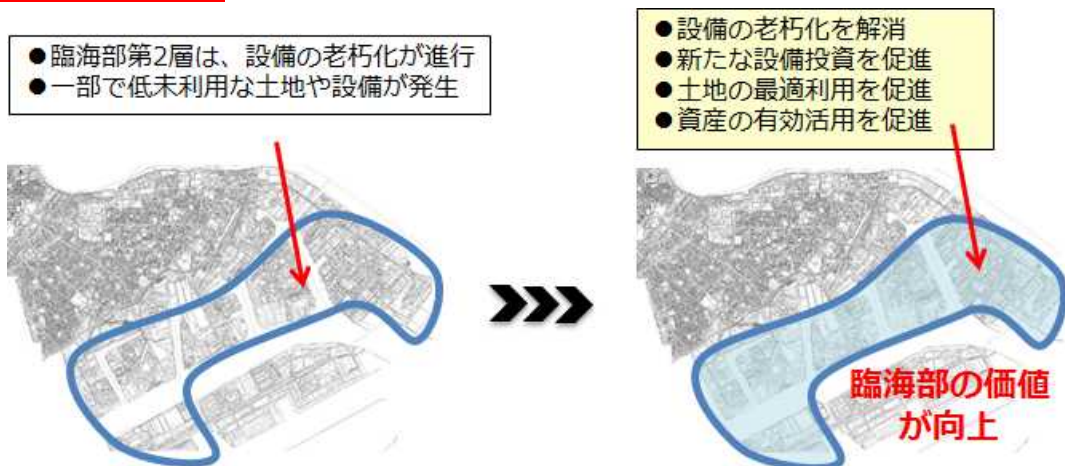 ●臨海部第2層は、設備の老朽化が進行
●一部で低未利用な土地や設備が発生
●設備の老朽化を解消
●新たな設備投資を促進
●土地の最適利用を促進
●資産の有効活用を促進
臨海部の価値
が向上